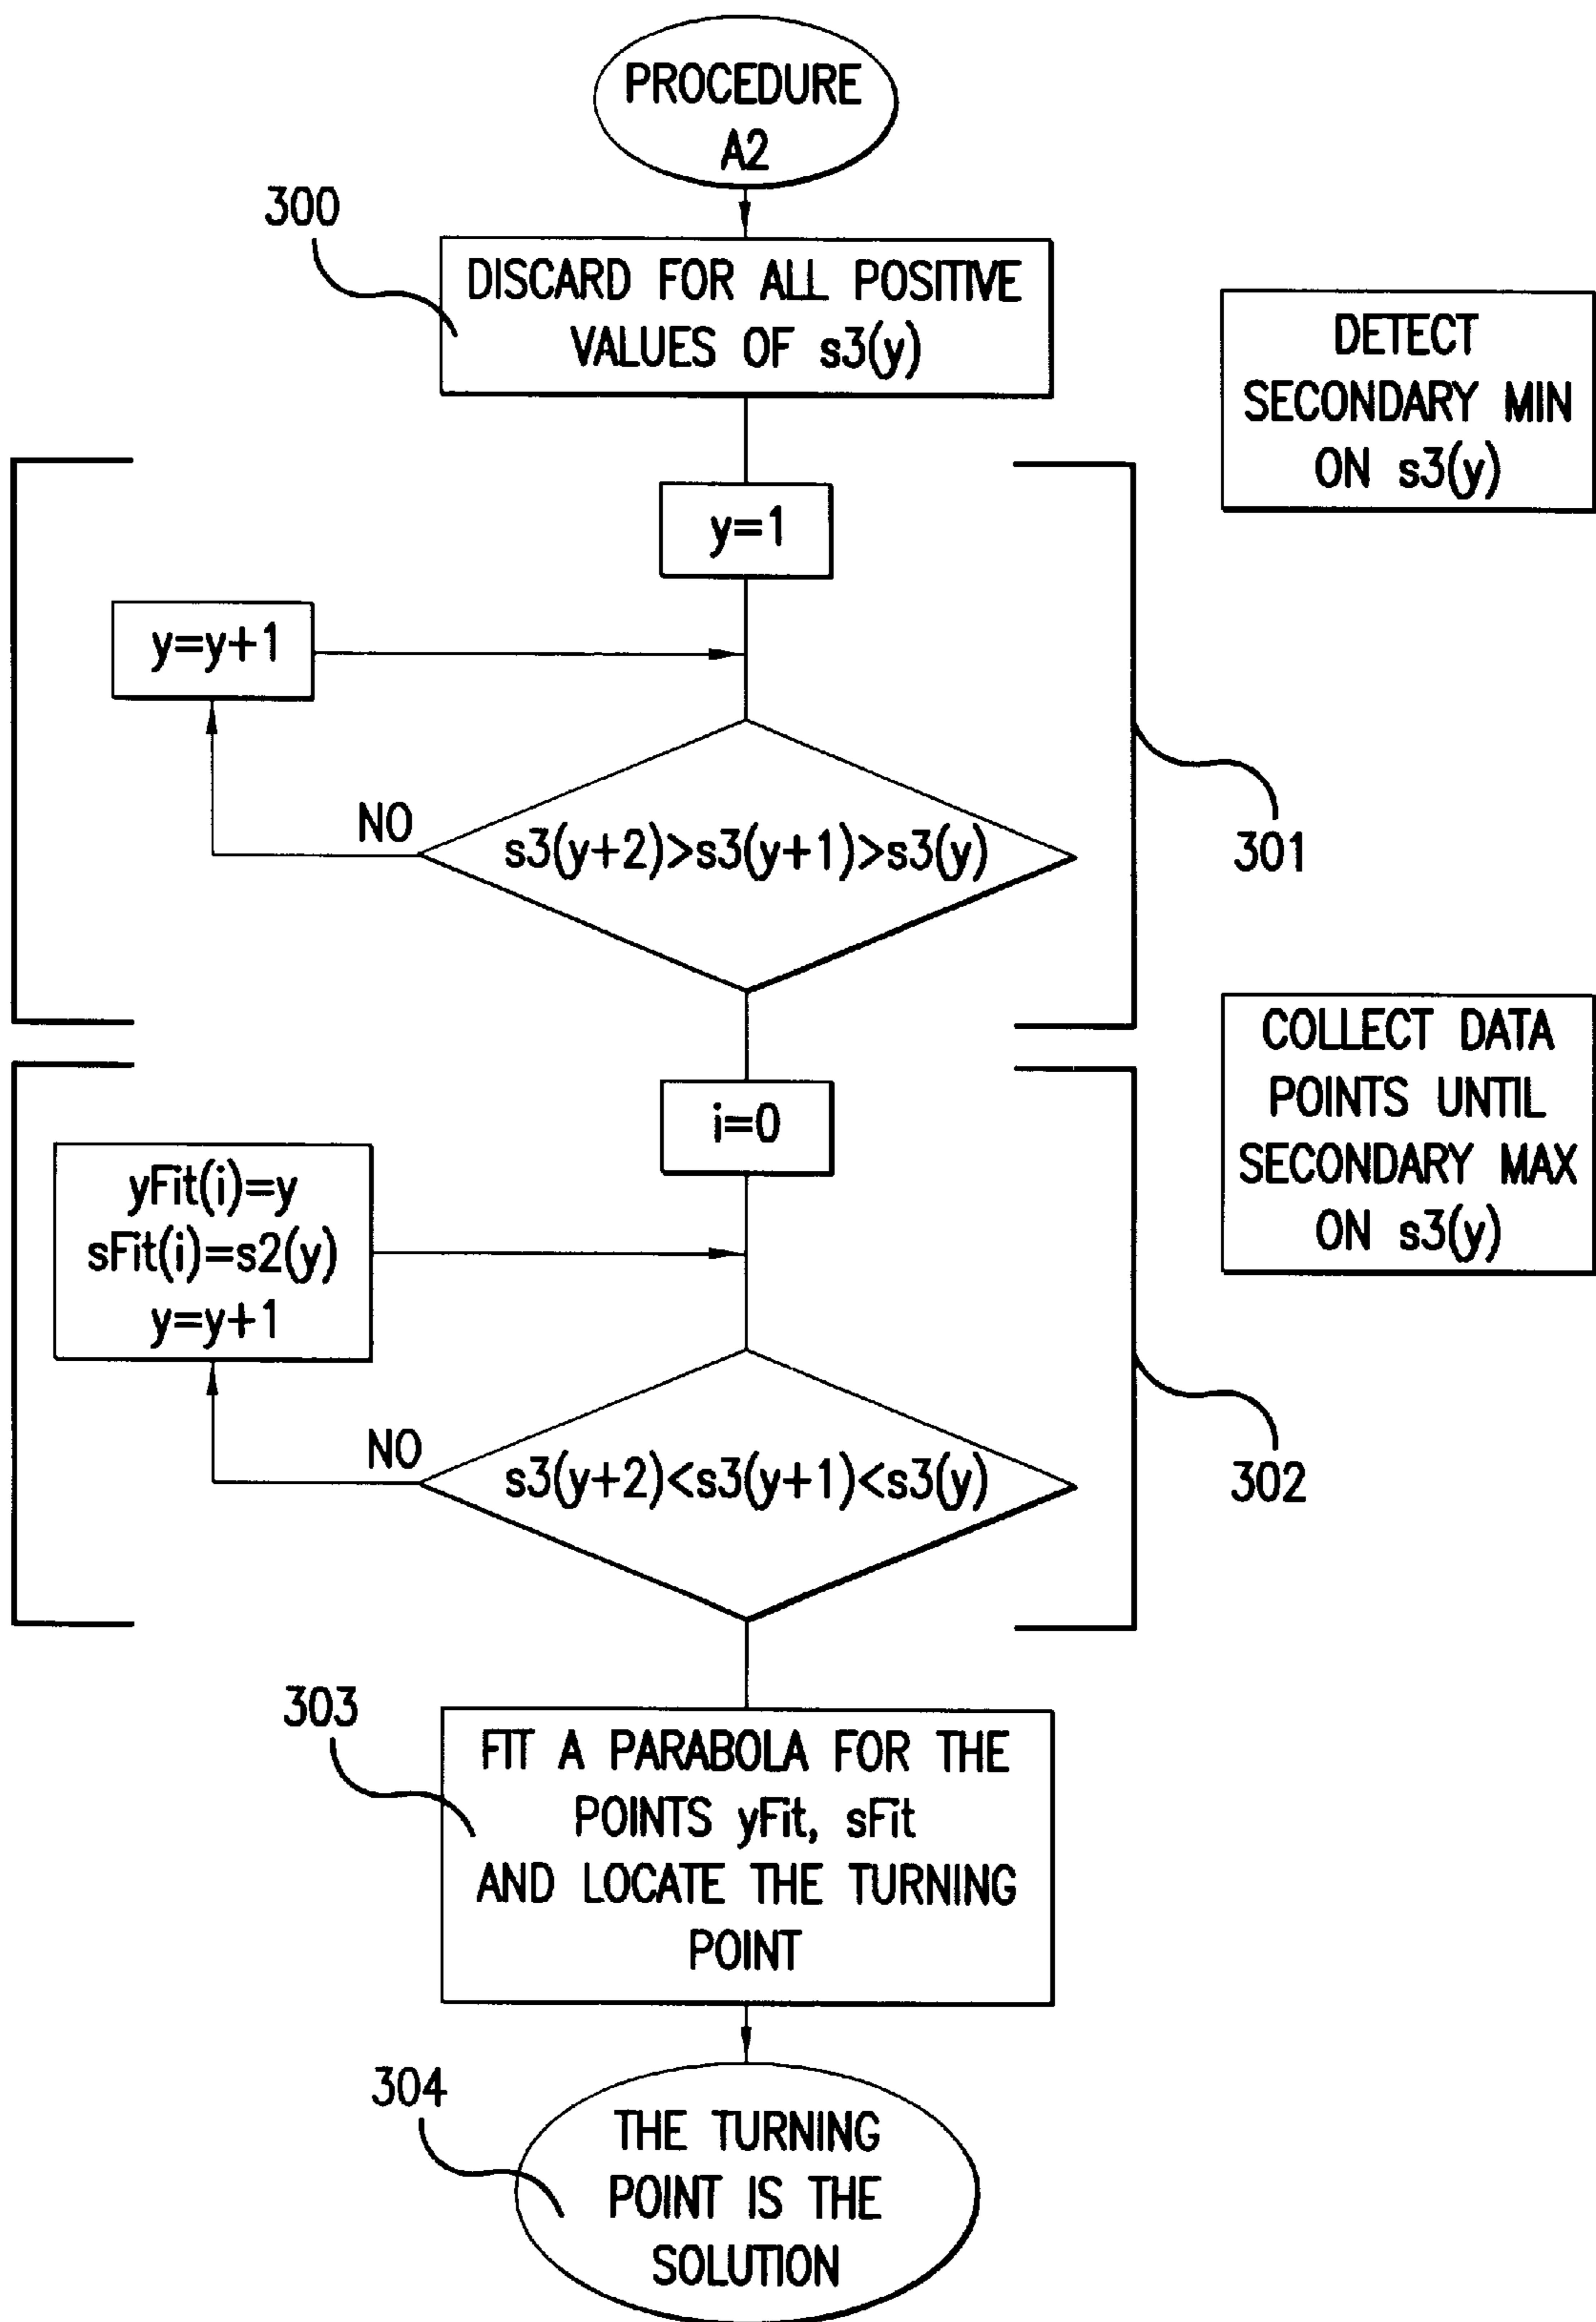 PROCEDURE
A2
300
DISCARD FOR ALL POSITIVE
VALUES OF s3(y)
DETECT
SECONDARY MIN
ON s3(y)
y=1
y=y+1
NO
s3(y+2)>s3(y+1)>s3(y)
301
COLLECT DATA
POINTS UNTIL
SECONDARY MAX
ON s3(y)
i=0
yFit(i)=y
sFit(i)=s2(y)
y=y+1
NO
s3(y+2)<s3(y+1)<s3(y)
302
303
FIT A PARABOLA FOR THE
POINTS yFit, sFit
AND LOCATE THE TURNING
POINT
304
THE TURNING
POINT IS THE
SOLUTION